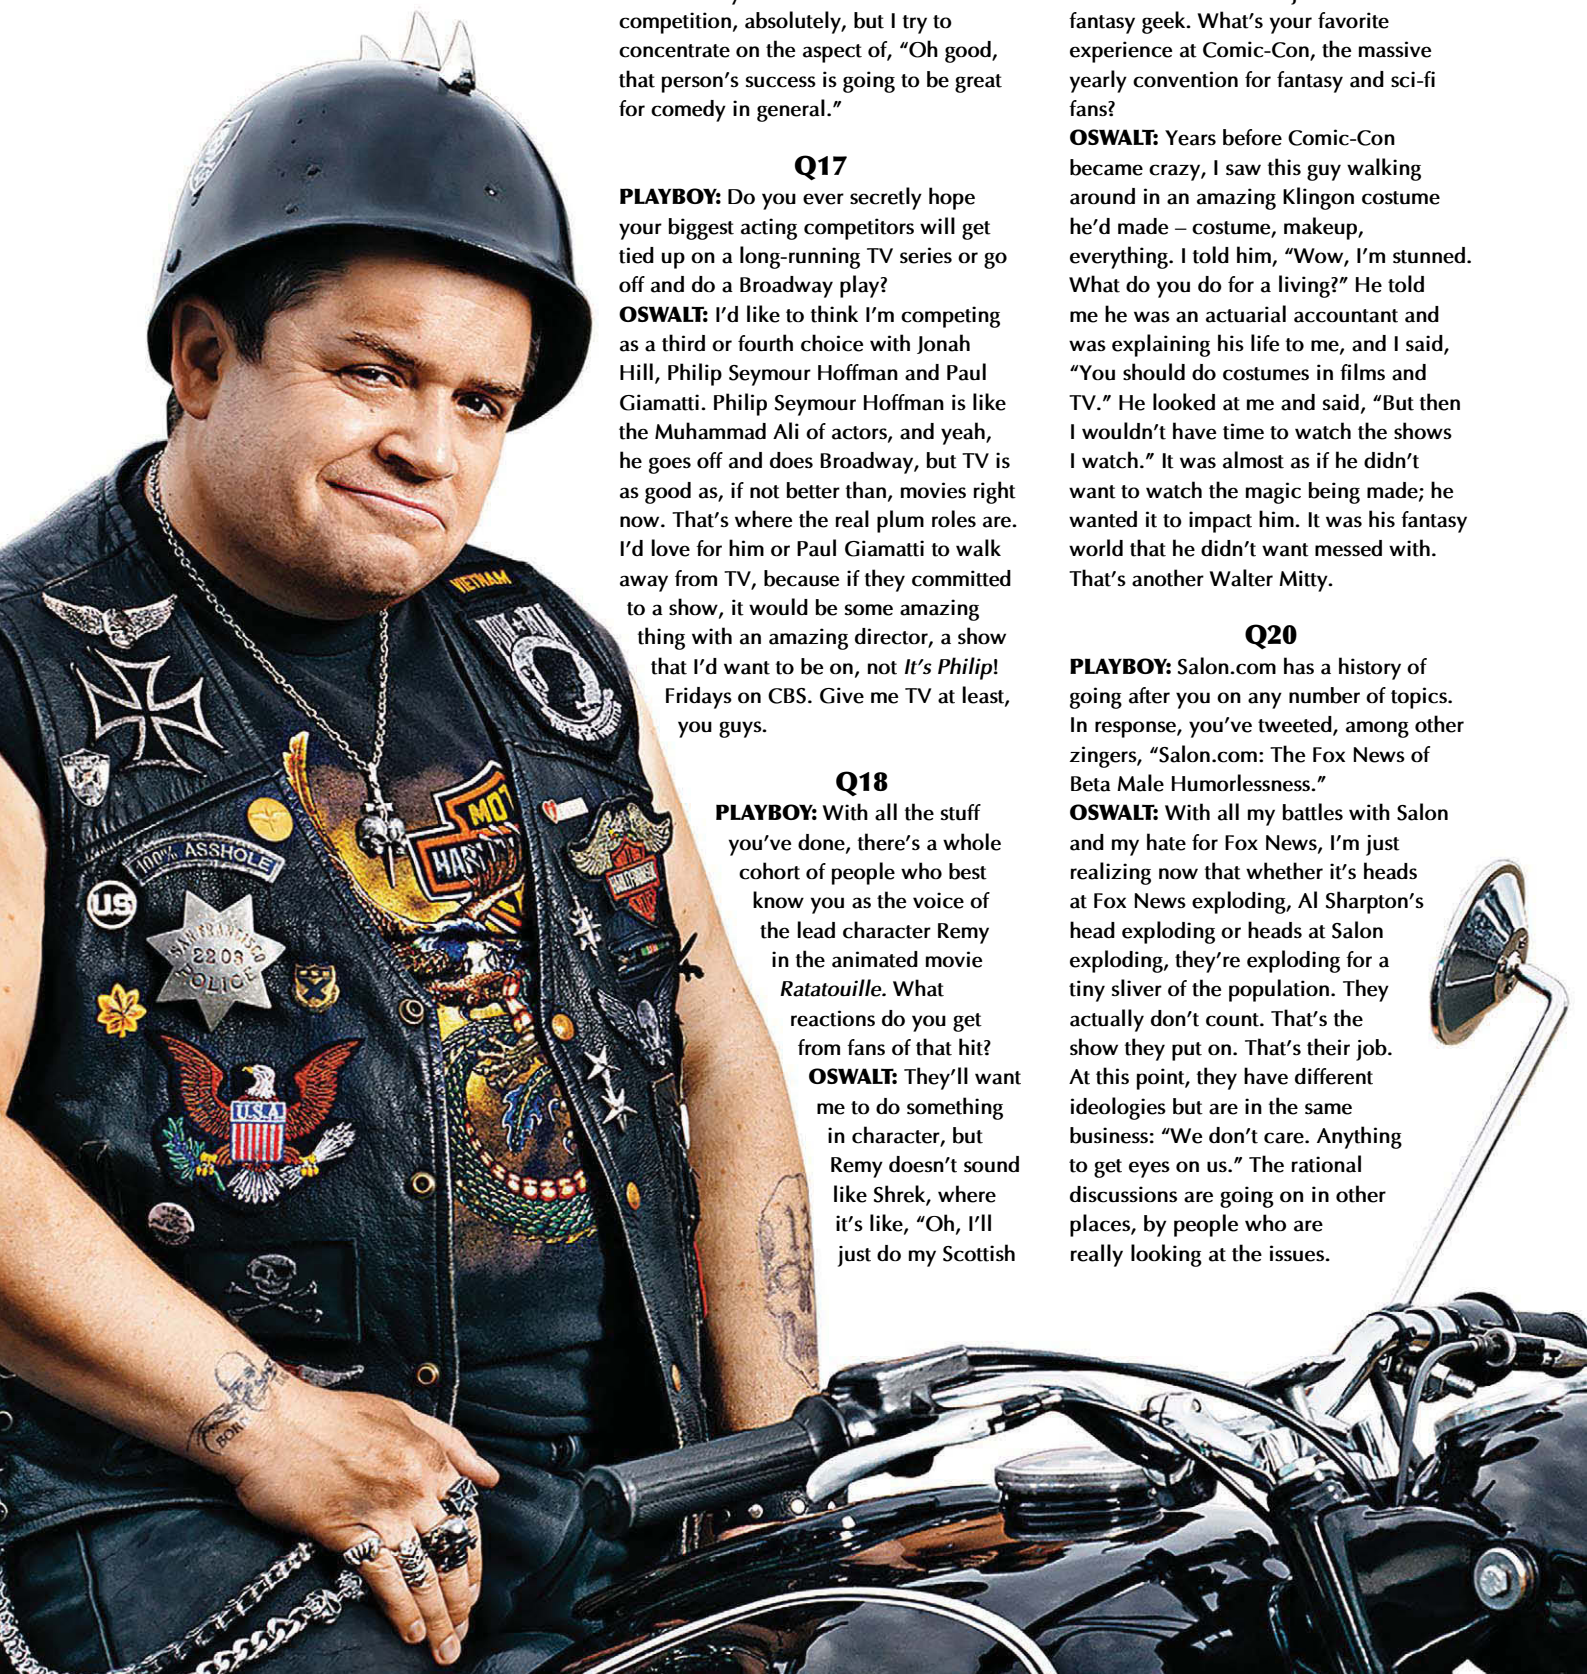 competition, absolutely, but I try to
concentrate on the aspect of, “Oh good,
that person’s success is going to be great
for comedy in general.”
Q17
PLAYBOY: Do you ever secretly hope
your biggest acting competitors will get
tied up on a long-running TV series or go
off and do a Broadway play?
OSWALT: I’d like to think I’m competing
as a third or fourth choice with Jonah
Hill, Philip Seymour Hoffman and Paul
Giamatti. Philip Seymour Hoffman is like
the Muhammad Ali of actors, and yeah,
he goes off and does Broadway, but TV is
as good as, if not better than, movies right
now. That’s where the real plum roles are.
I’d love for him or Paul Giamatti to walk
away from TV, because if they committed
to a show, it would be some amazing
thing with an amazing director, a show
that I’d want to be on, not It’s Philip!
Fridays on CBS. Give me TV at least,
you guys.
Q18
PLAYBOY: With all the stuff
you’ve done, there’s a whole
cohort of people who best
know you as the voice of
the lead character Remy
in the animated movie
Ratatouille. What
reactions do you get
from fans of that hit?
OSWALT: They’ll want
me to do something
in character, but
Remy doesn’t sound
like Shrek, where
it’s like, “Oh, I’ll
just do my Scottish
fantasy geek. What’s your favorite
experience at Comic-Con, the massive
yearly convention for fantasy and sci-fi
fans?
OSWALT: Years before Comic-Con
became crazy, I saw this guy walking
around in an amazing Klingon costume
he’d made – costume, makeup,
everything. I told him, “Wow, I’m stunned.
What do you do for a living?” He told
me he was an actuarial accountant and
was explaining his life to me, and I said,
“You should do costumes in films and
TV.” He looked at me and said, “But then
I wouldn’t have time to watch the shows
I watch.” It was almost as if he didn’t
want to watch the magic being made; he
wanted it to impact him. It was his fantasy
world that he didn’t want messed with.
That’s another Walter Mitty.
Q20
PLAYBOY: Salon.com has a history of
going after you on any number of topics.
In response, you’ve tweeted, among other
zingers, “Salon.com: The Fox News of
Beta Male Humorlessness.”
OSWALT: With all my battles with Salon
and my hate for Fox News, I’m just
realizing now that whether it’s heads
at Fox News exploding, Al Sharpton’s
head exploding or heads at Salon
exploding, they’re exploding for a
tiny sliver of the population. They
actually don’t count. That’s the
show they put on. That’s their job.
At this point, they have different
ideologies but are in the same
business: “We don’t care. Anything
to get eyes on us.” The rational
discussions are going on in other
places, by people who are
really looking at the issues.
VIETNAM
100% ASSHOLE
U.S
SAN FRANCISCO
2203
POLICE
U.S.A
MOT
BORN